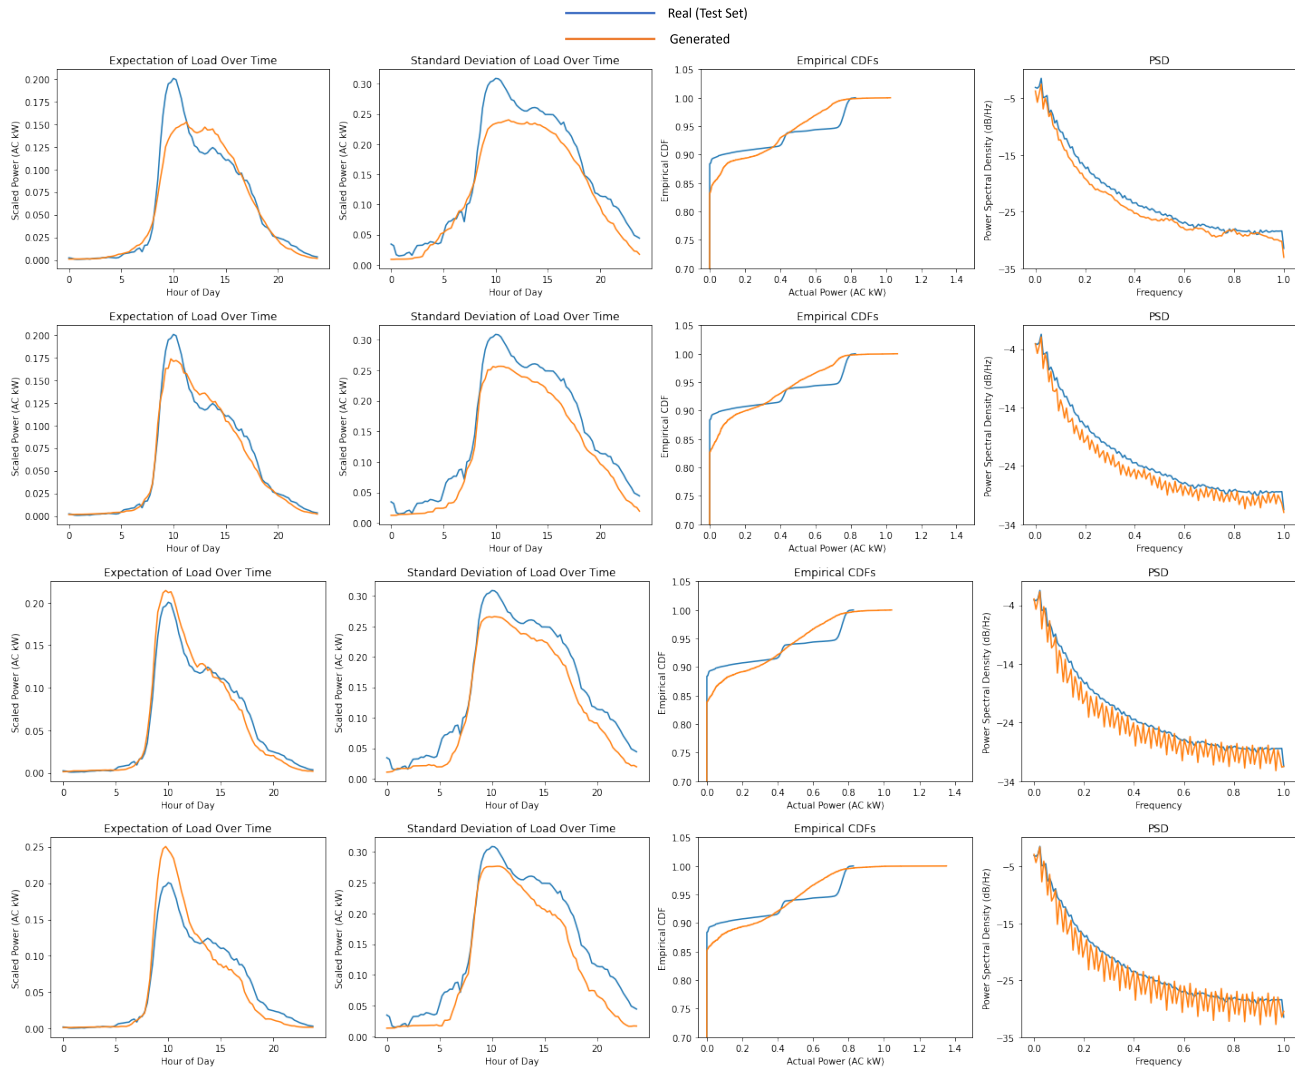 Real (Test Set)
Generated
Expectation of Load Over Time
Standard Deviation of Load Over Time
Empirical CDFs
PSD
Scaled Power (AC kW)
0.200
0.175
0.150
0.125
0.100
0.075
0.050
0.025
0.000
0 5 10 15 20
Hour of Day
Scaled Power (AC kW)
0.30
0.25
0.20
0.15
0.10
0.05
0.00
0 5 10 15 20
Hour of Day
Empirical CDF
1.05
1.00
0.95
0.90
0.85
0.80
0.75
0.70
0.0 0.2 0.4 0.6 0.8 1.0 1.2 1.4
Actual Power (AC kW)
Power Spectral Density (dB/Hz)
−5
−15
−25
−35
0.0 0.2 0.4 0.6 0.8 1.0
Frequency
Expectation of Load Over Time
Standard Deviation of Load Over Time
Empirical CDFs
PSD
Scaled Power (AC kW)
0.200
0.175
0.150
0.125
0.100
0.075
0.050
0.025
0.000
0 5 10 15 20
Hour of Day
Scaled Power (AC kW)
0.30
0.25
0.20
0.15
0.10
0.05
0.00
0 5 10 15 20
Hour of Day
Empirical CDF
1.05
1.00
0.95
0.90
0.85
0.80
0.75
0.70
0.0 0.2 0.4 0.6 0.8 1.0 1.2 1.4
Actual Power (AC kW)
Power Spectral Density (dB/Hz)
−4
−14
−24
−34
0.0 0.2 0.4 0.6 0.8 1.0
Frequency
Expectation of Load Over Time
Standard Deviation of Load Over Time
Empirical CDFs
PSD
Scaled Power (AC kW)
0.20
0.15
0.10
0.05
0.00
0 5 10 15 20
Hour of Day
Scaled Power (AC kW)
0.30
0.25
0.20
0.15
0.10
0.05
0.00
0 5 10 15 20
Hour of Day
Empirical CDF
1.05
1.00
0.95
0.90
0.85
0.80
0.75
0.70
0.0 0.2 0.4 0.6 0.8 1.0 1.2 1.4
Actual Power (AC kW)
Power Spectral Density (dB/Hz)
−4
−14
−24
−34
0.0 0.2 0.4 0.6 0.8 1.0
Frequency
Expectation of Load Over Time
Standard Deviation of Load Over Time
Empirical CDFs
PSD
Scaled Power (AC kW)
0.25
0.20
0.15
0.10
0.05
0.00
0 5 10 15 20
Hour of Day
Scaled Power (AC kW)
0.30
0.25
0.20
0.15
0.10
0.05
0.00
0 5 10 15 20
Hour of Day
Empirical CDF
1.05
1.00
0.95
0.90
0.85
0.80
0.75
0.70
0.0 0.2 0.4 0.6 0.8 1.0 1.2 1.4
Actual Power (AC kW)
Power Spectral Density (dB/Hz)
−5
−15
−25
−35
0.0 0.2 0.4 0.6 0.8 1.0
Frequency